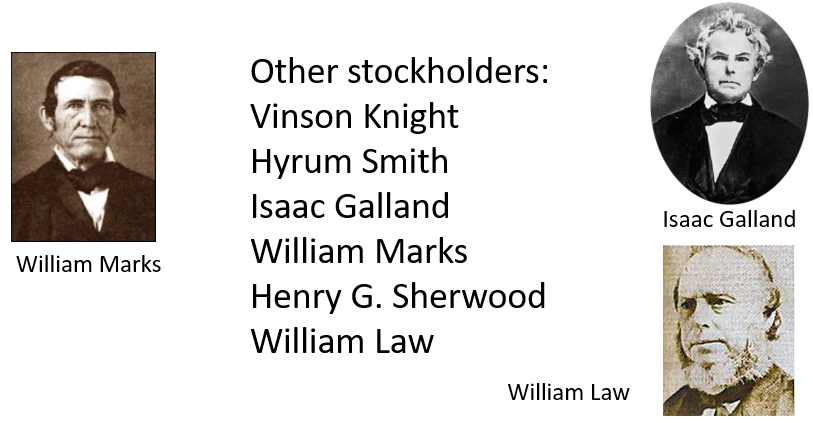 Other stockholders:
Vinson Knight
Hyrum Smith
Isaac Galland
William Marks
Henry G. Sherwood
William Law
William Marks
Isaac Galland
William Law